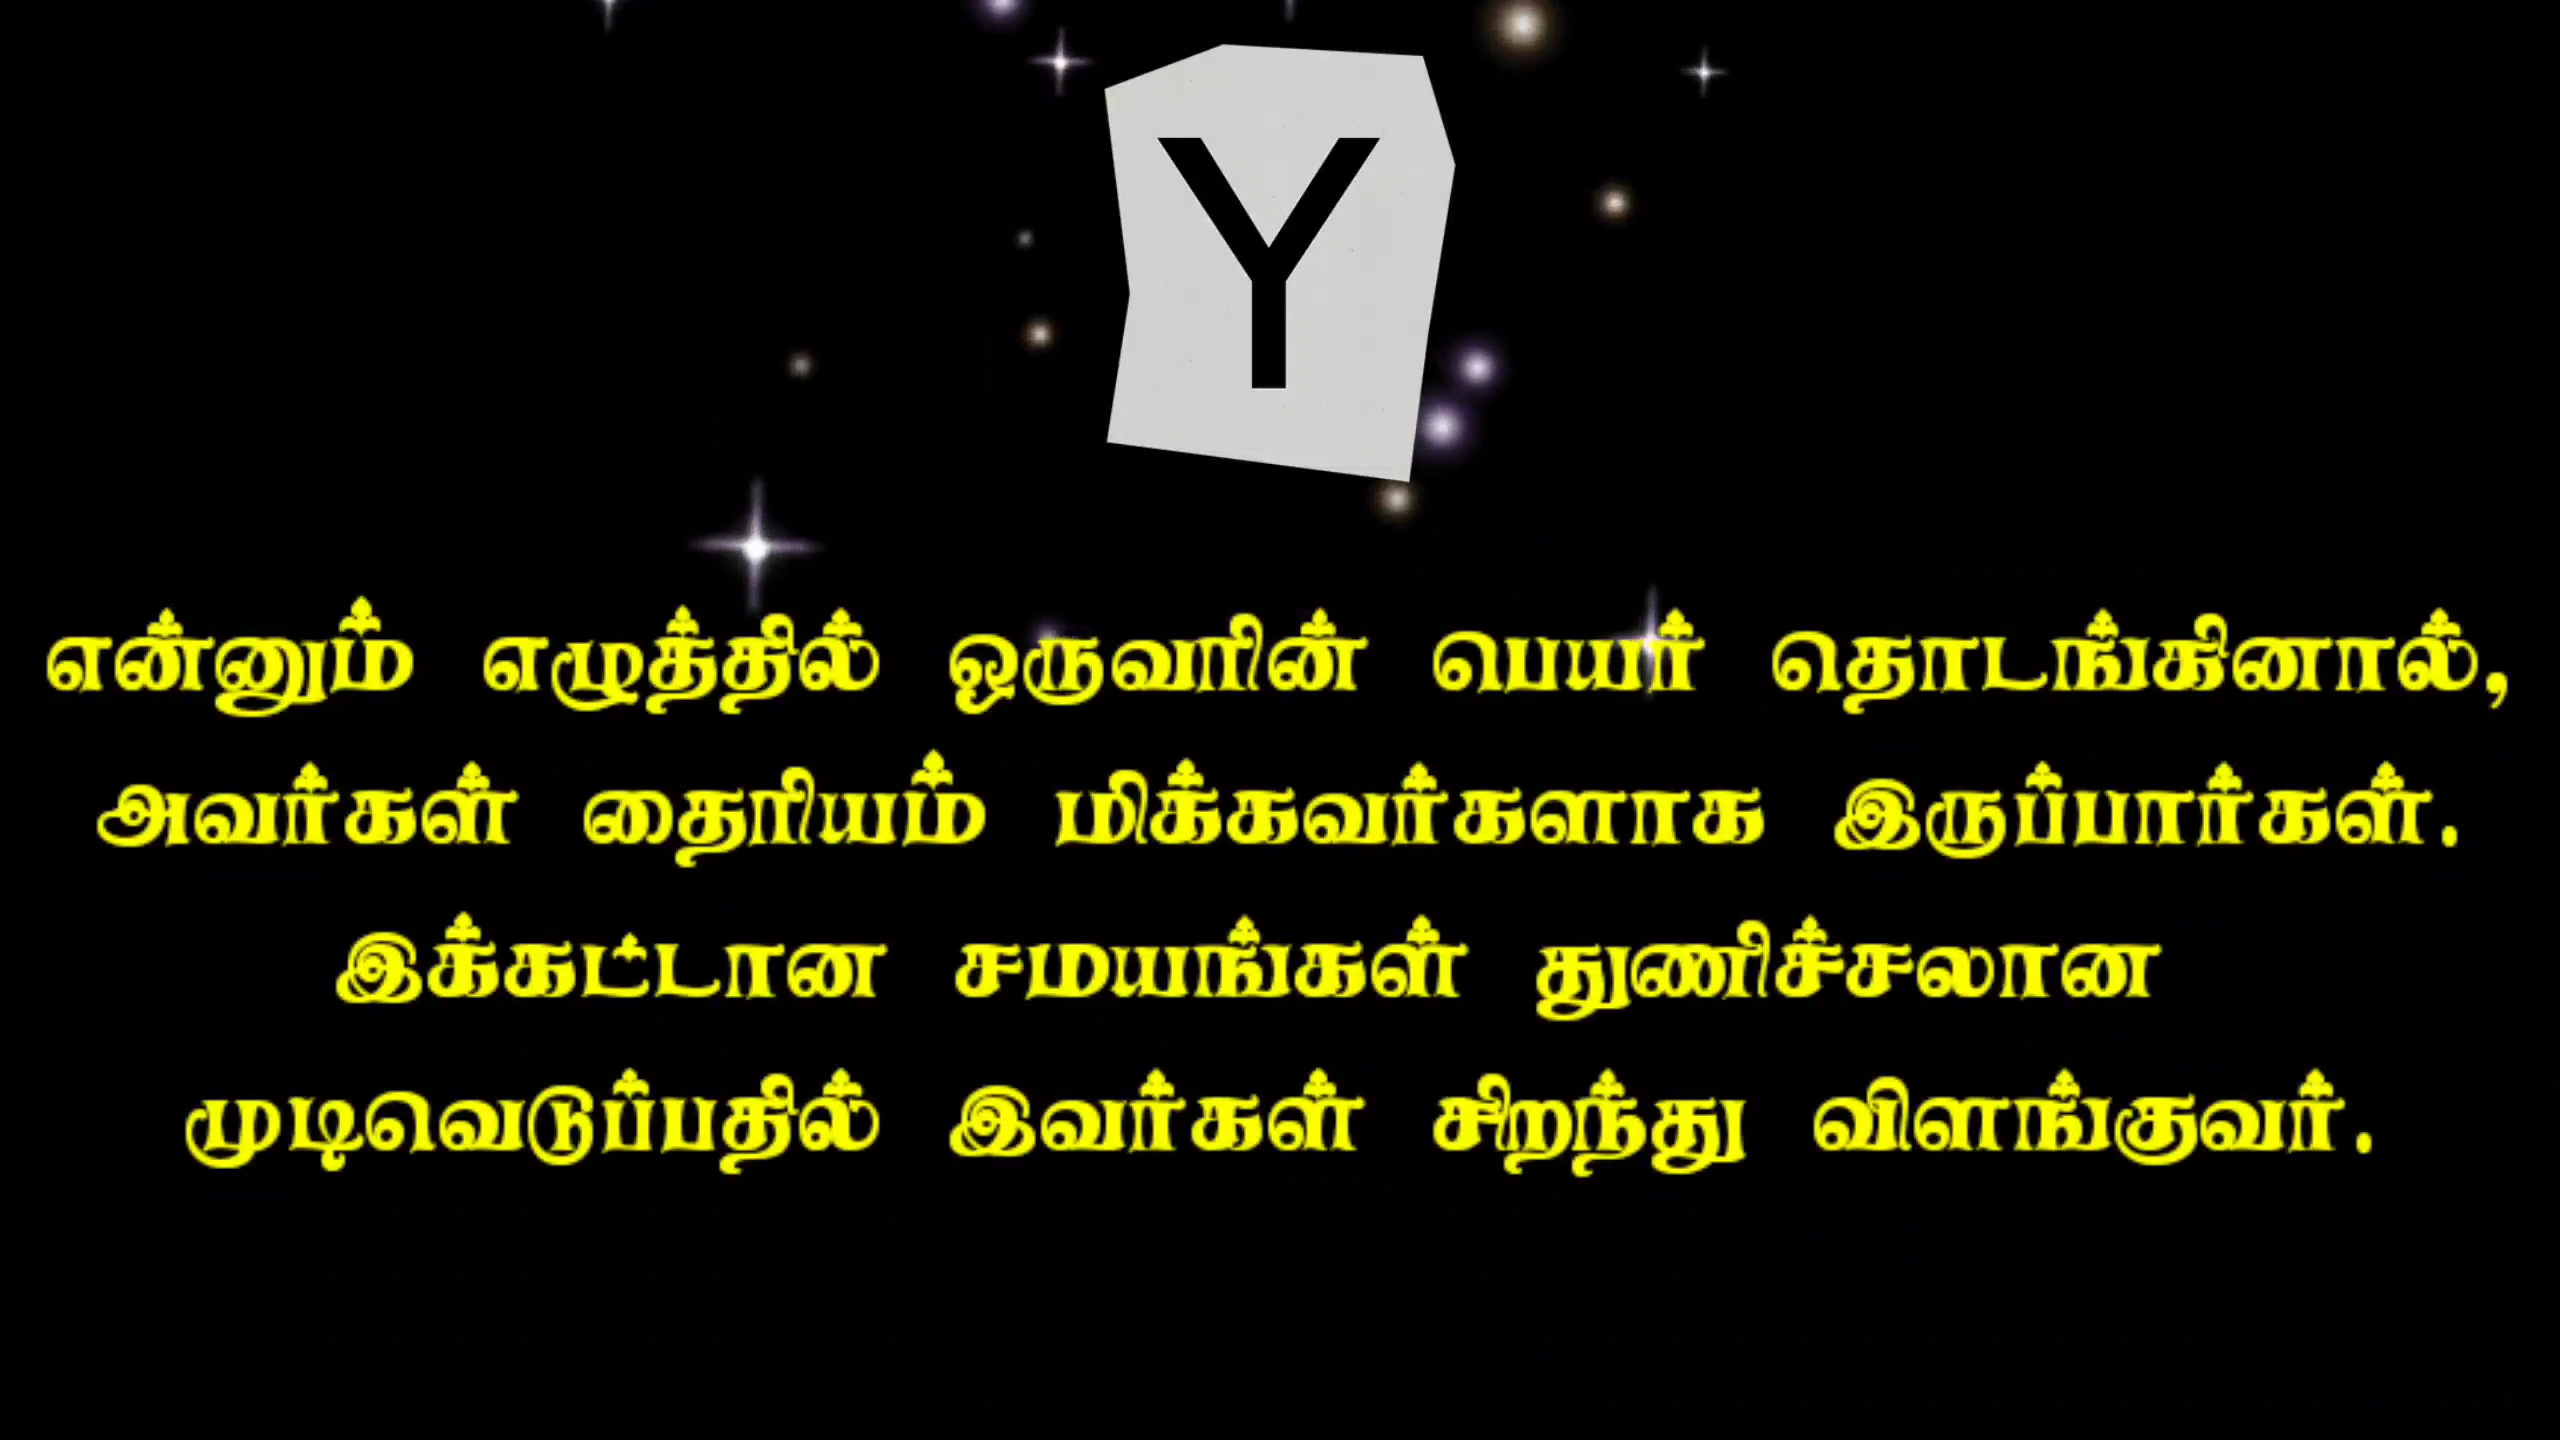 Y
என்னும் எழுத்தில் ஒருவரின் பெயர் தொடங்கினால்,
அவர்கள் தைரியம் மிக்கவர்களாக இருப்பார்கள்.
இக்கட்டான சமயங்கள் துணிச்சலான
முடிவெடுப்பதில் இவர்கள் சிறந்து விளங்குவர்.